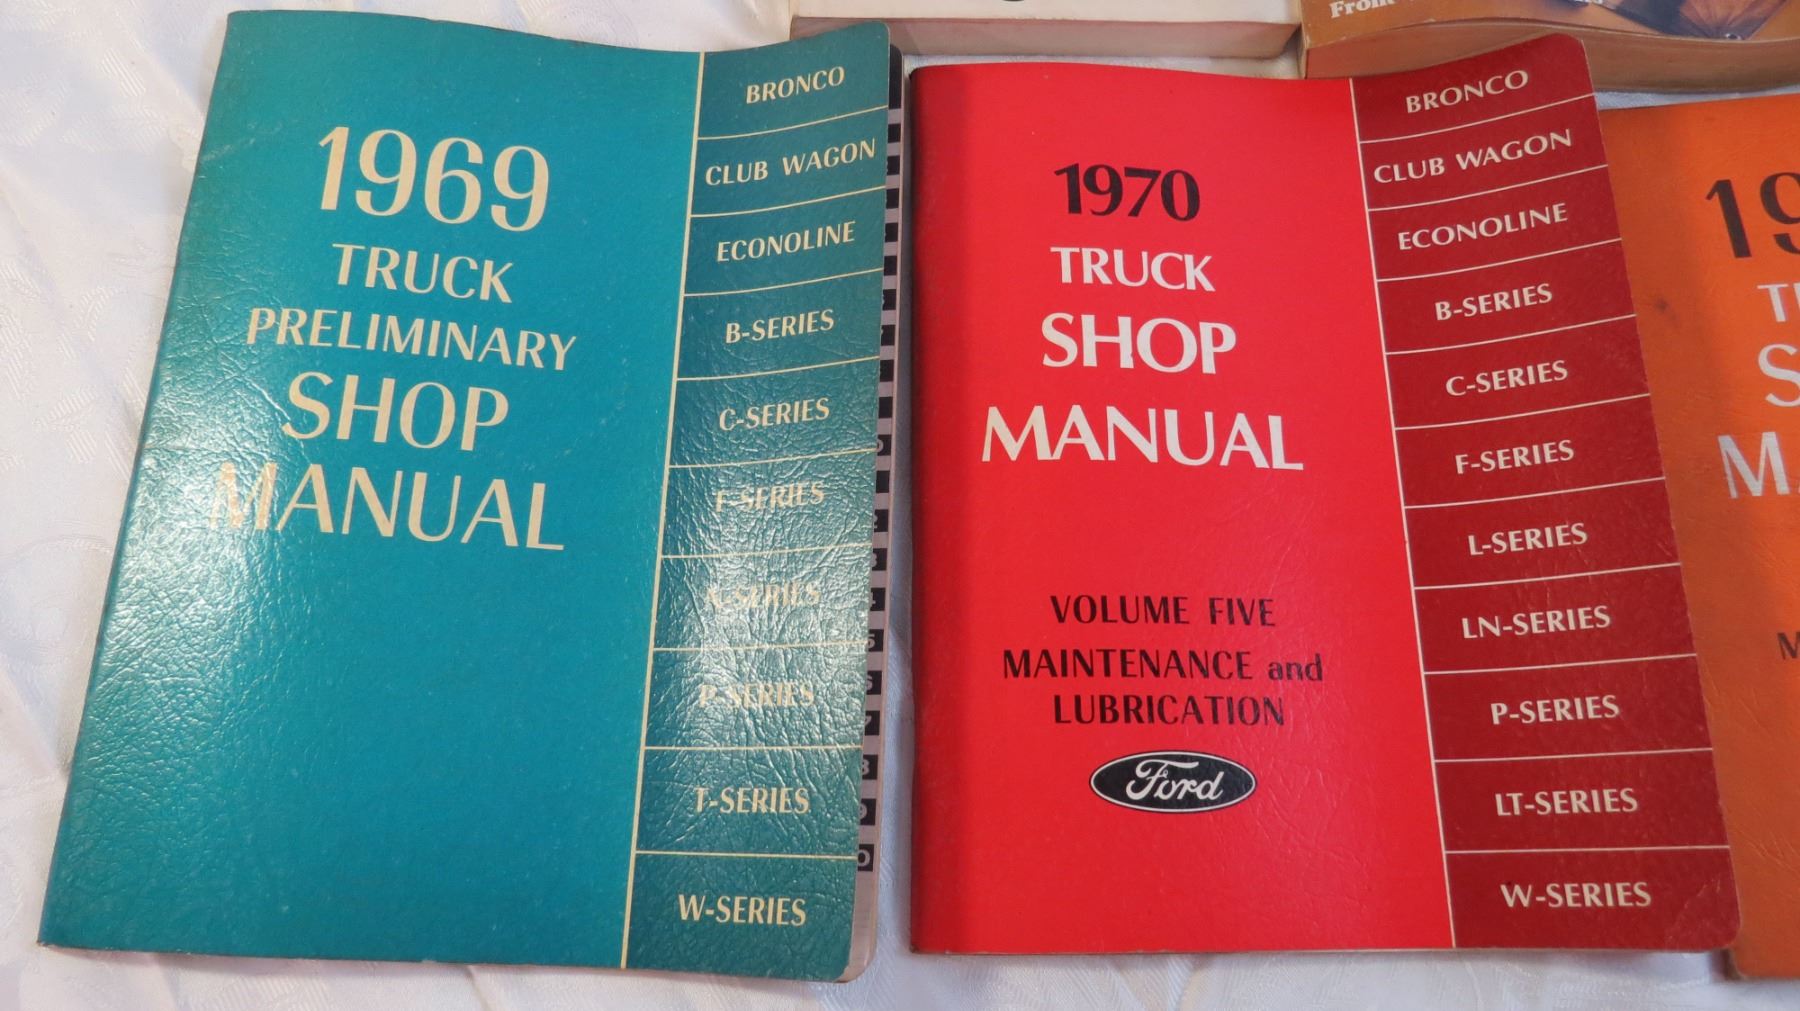 1969
TRUCK
PRELIMINARY
SHOP
MANUAL
BRONCO
CLUB WAGON
ECONOLINE
B-SERIES
C-SERIES
F-SERIES
N-SERIES
P-SERIES
T-SERIES
W-SERIES
1970
TRUCK
SHOP
MANUAL
VOLUME FIVE
MAINTENANCE and
LUBRICATION
Ford
BRONCO
CLUB WAGON
ECONOLINE
B-SERIES
C-SERIES
F-SERIES
L-SERIES
LN-SERIES
P-SERIES
LT-SERIES
W-SERIES
From